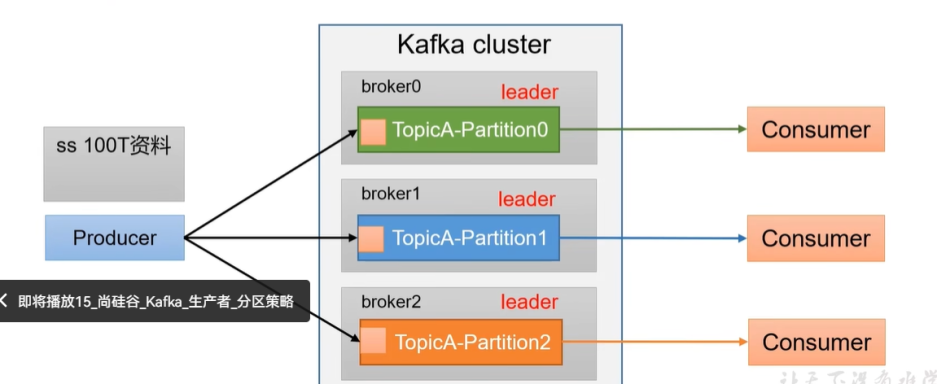 Kafka cluster
broker0
leader
TopicA-Partition0
Consumer
ss 100T资料
broker1
leader
TopicA-Partition1
Consumer
Producer
即将播放15_尚硅谷_Kafka_生产者_分区策略
broker2
leader
TopicA-Partition2
Consumer